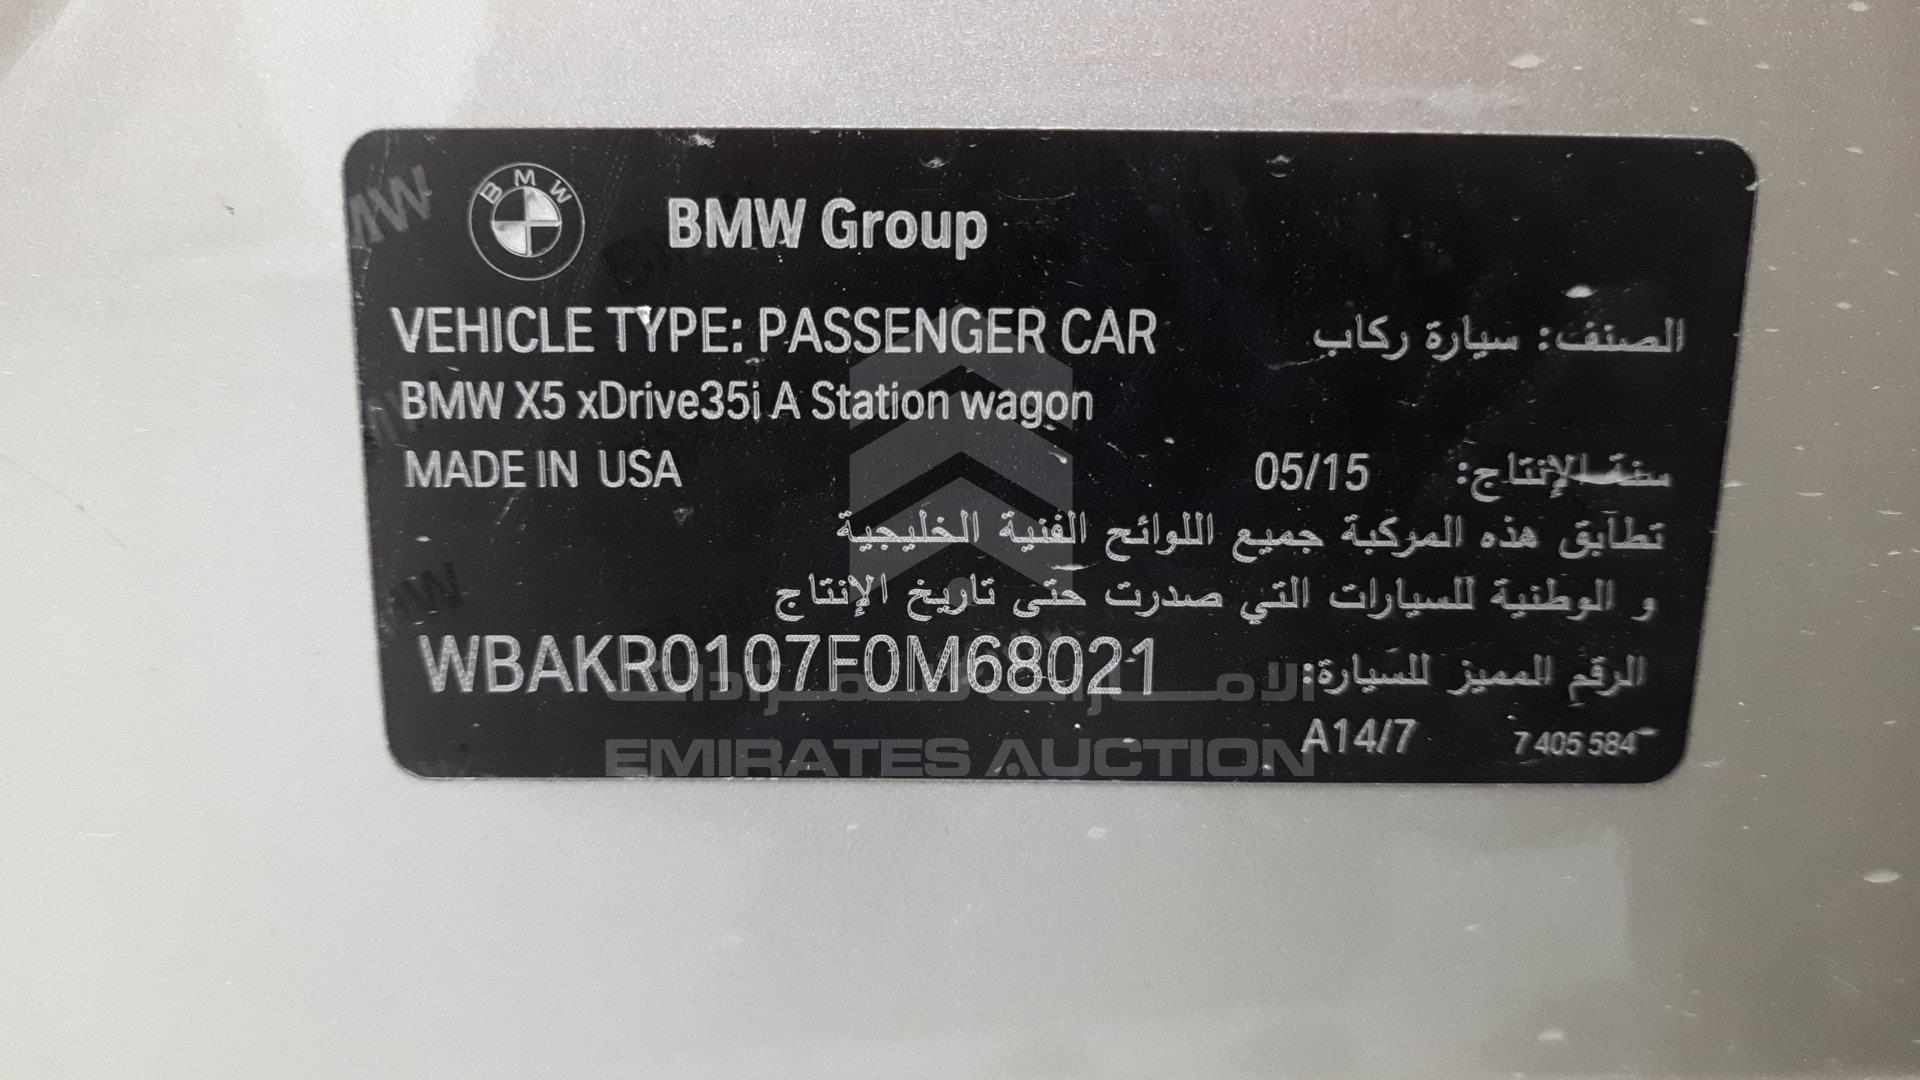 BMW
BMW Group
VEHICLE TYPE: PASSENGER CAR الصنف: سيارة ركاب
BMW X5 xDrive35i A Station wagon
MADE IN USA 05/15 سنة الإنتاج:
تطابق هذه المركبة جميع اللوائح الفنية الخليجية
و الوطنية للسيارات التي صدرت حتى تاريخ الإنتاج
WBAKR0107F0M68021 الرقم المميز للسيارة:
الإمارات للمزادات
EMIRATES AUCTION
A14/7 7 405 584